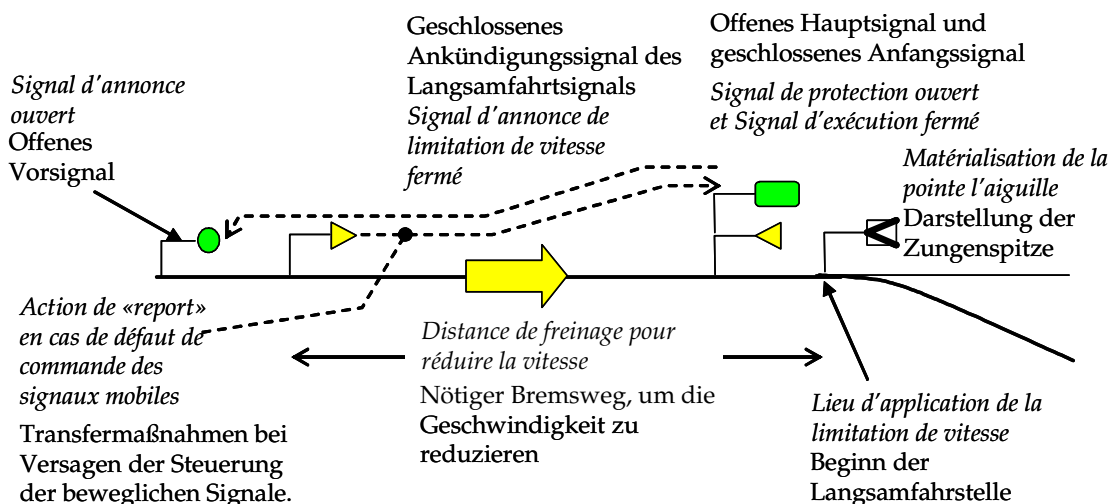 Signal d'annonce
ouvert
Offenes
Vorsignal
Geschlossenes
Ankündigungssignal des
Langsamfahrtsignals
Signal d'annonce de
limitation de vitesse
fermé
Offenes Hauptsignal und
geschlossenes Anfangssignal
Signal de protection ouvert
et Signal d'exécution fermé
Matérialisation de la
pointe l'aiguille
Darstellung der
Zungenspitze
Action de «report»
en cas de défaut de
commande des
signaux mobiles
Transfermaßnahmen bei
Versagen der Steuerung
der beweglichen Signale.
Distance de freinage pour
réduire la vitesse
Nötiger Bremsweg, um die
Geschwindigkeit zu
reduzieren
Lieu d'application de la
limitation de vitesse
Beginn der
Langsamfahrstelle